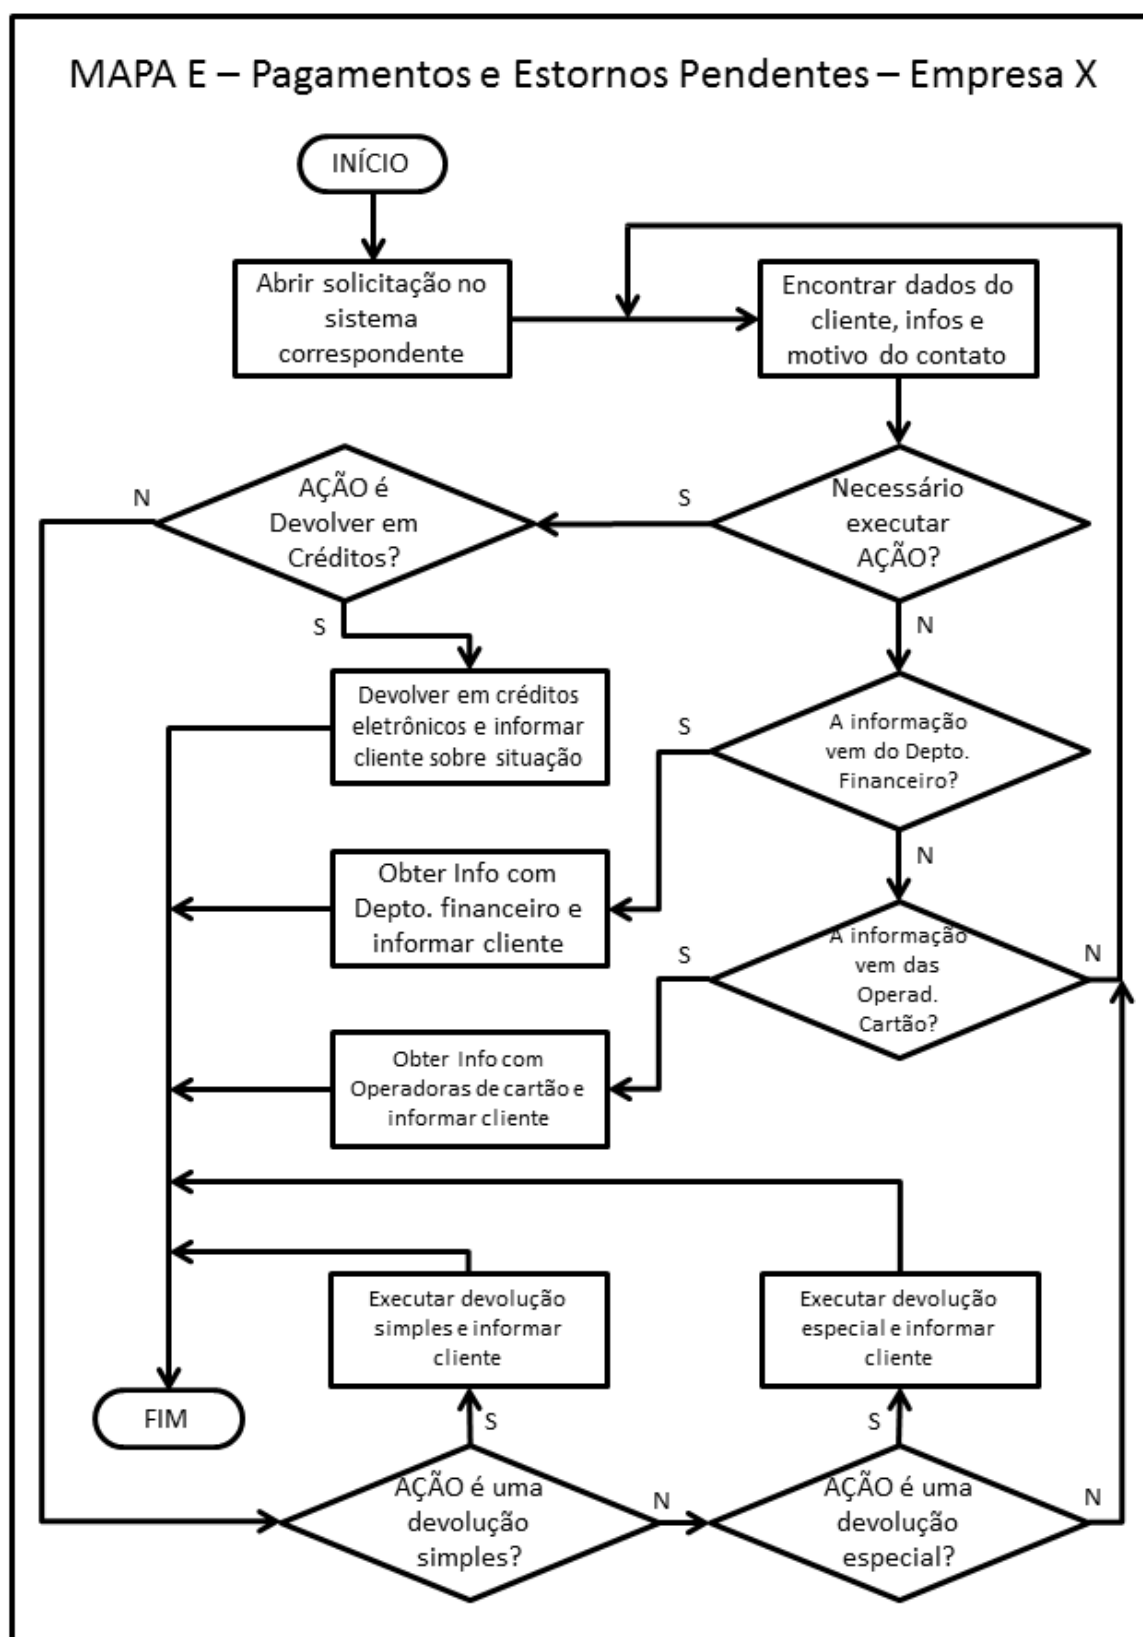 MAPA E – Pagamentos e Estornos Pendentes – Empresa X
INÍCIO
Abrir solicitação no
sistema
correspondente
Encontrar dados do
cliente, infos e
motivo do contato
N
AÇÃO é
Devolver em
Créditos?
S
Necessário
executar
AÇÃO?
S
N
Devolver em créditos
eletrônicos e informar
cliente sobre situação
S
A informação
vem do Depto.
Financeiro?
N
Obter Info com
Depto. financeiro e
informar cliente
S
A informação
vem das
Operad.
Cartão?
N
Obter Info com
Operadoras de cartão e
informar cliente
Executar devolução
simples e informar
cliente
Executar devolução
especial e informar
cliente
FIM
S
S
AÇÃO é uma
devolução
simples?
N
AÇÃO é uma
devolução
especial?
N